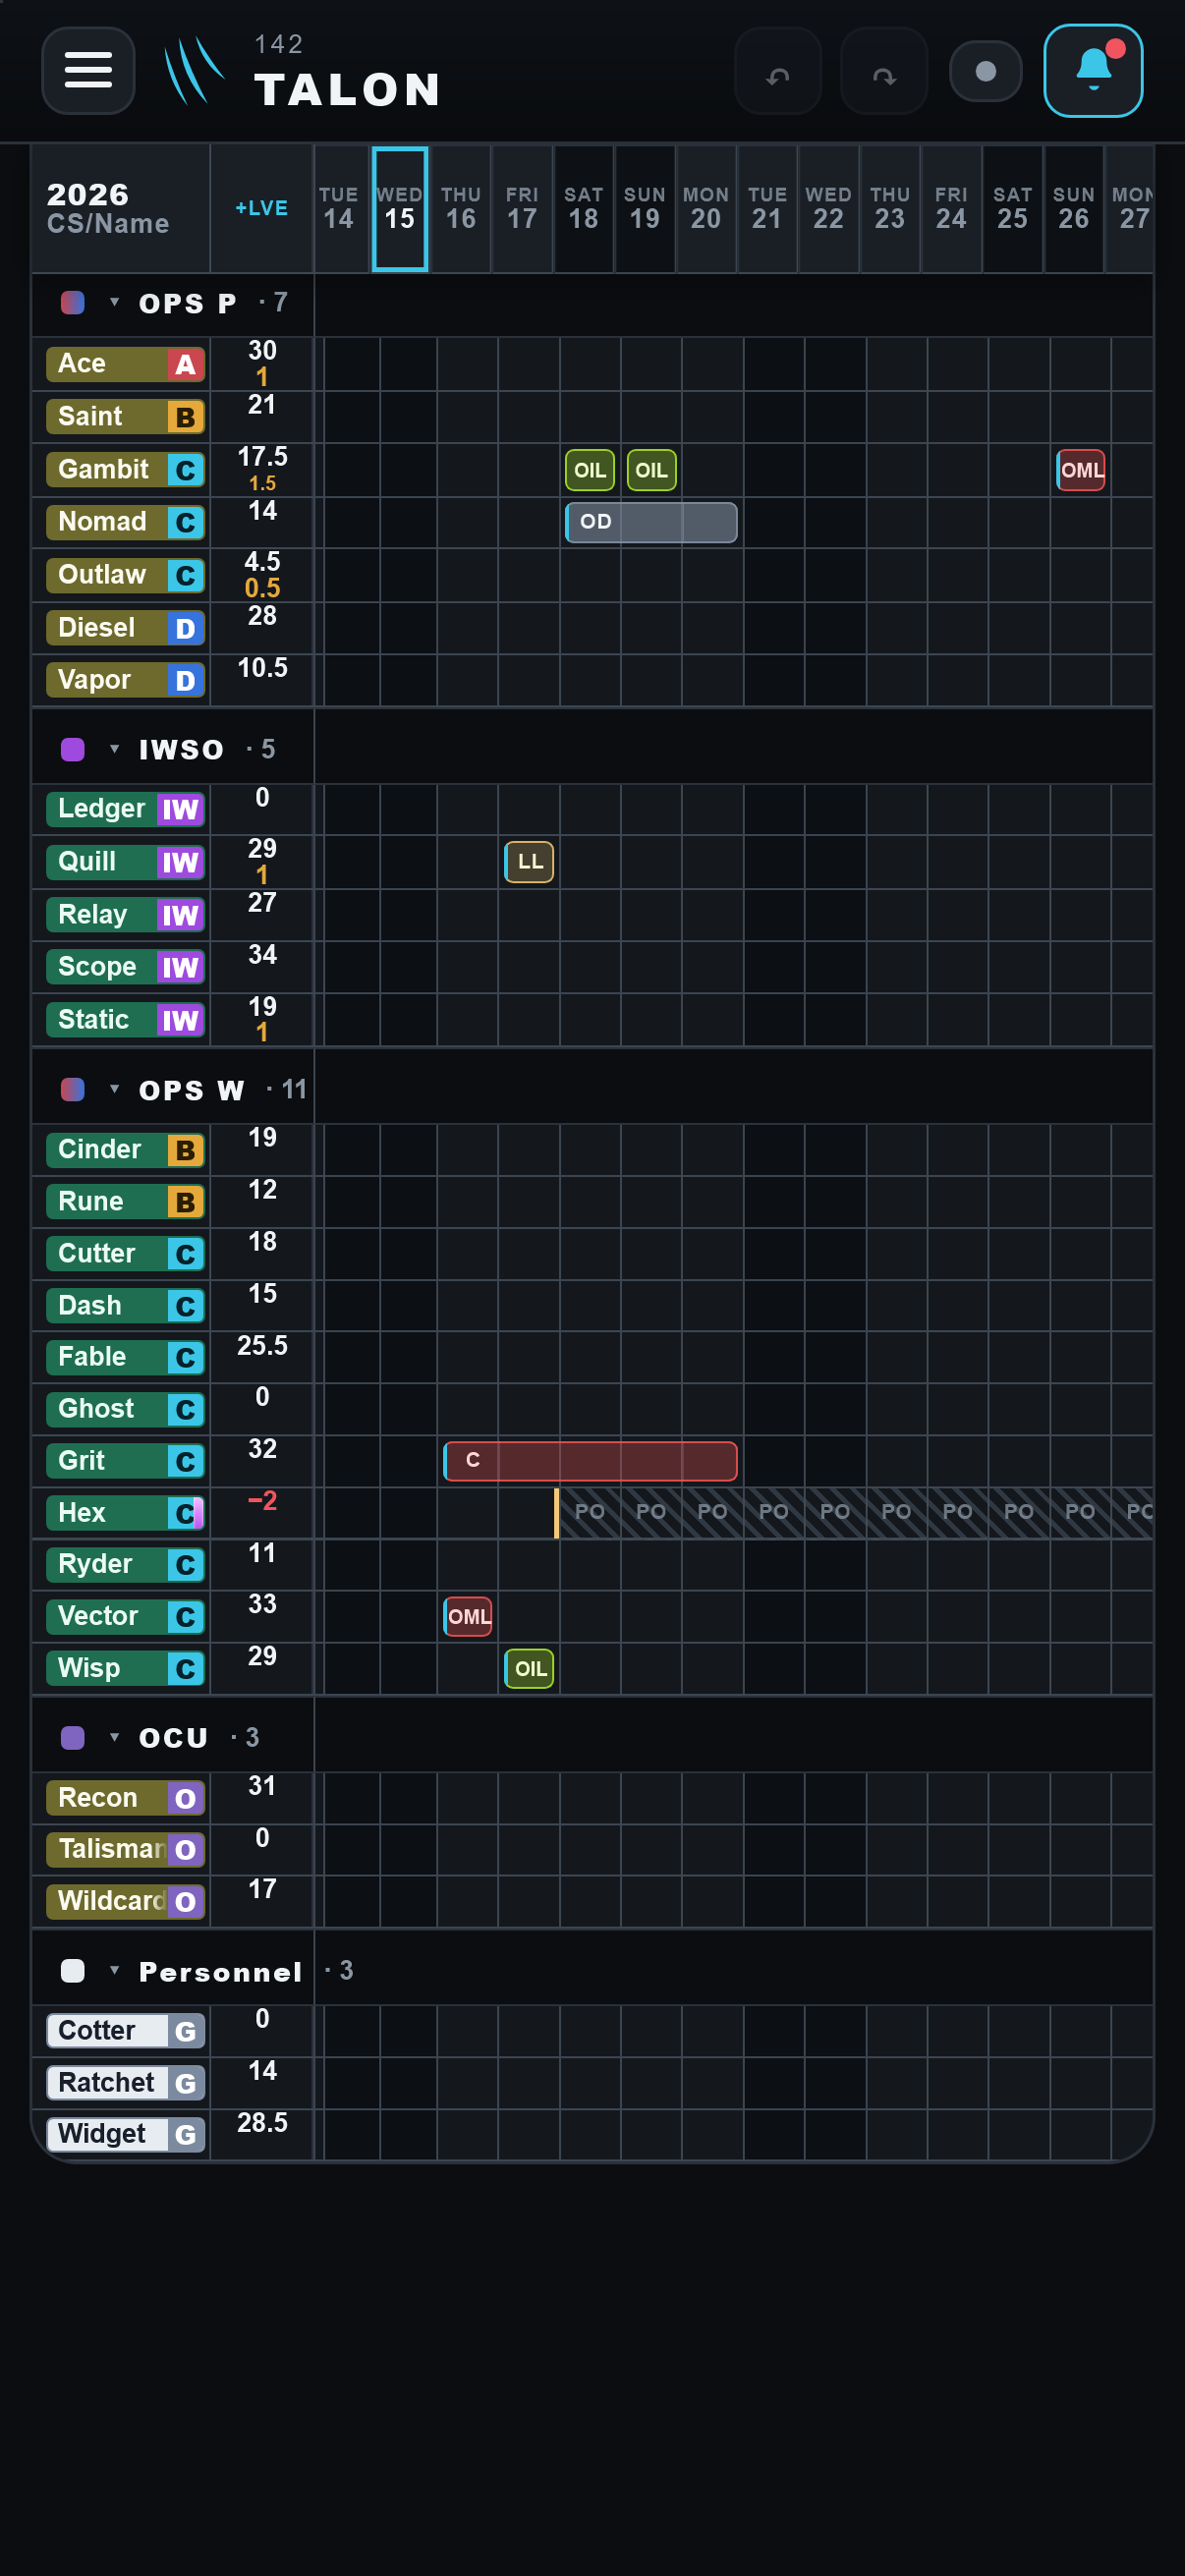 142
TALON
2026
CS/Name
+LVE
TUE 14
WED 15
THU 16
FRI 17
SAT 18
SUN 19
MON 20
TUE 21
WED 22
THU 23
FRI 24
SAT 25
SUN 26
MON 27
OPS P · 7
Ace A 30
1
Saint B 21
Gambit C 17.5 OIL OIL OML
1.5
Nomad C 14 OD
Outlaw C 4.5
0.5
Diesel D 28
Vapor D 10.5
IWSO · 5
Ledger IW 0
Quill IW 29 LL
1
Relay IW 27
Scope IW 34
Static IW 19
1
OPS W · 11
Cinder B 19
Rune B 12
Cutter C 18
Dash C 15
Fable C 25.5
Ghost C 0
Grit C 32 C
Hex C −2 PO PO PO PO PO PO PO PO PO PO
Ryder C 11
Vector C 33 OML
Wisp C 29 OIL
OCU · 3
Recon O 31
Talisman O 0
Wildcard O 17
Personnel · 3
Cotter G 0
Ratchet G 14
Widget G 28.5